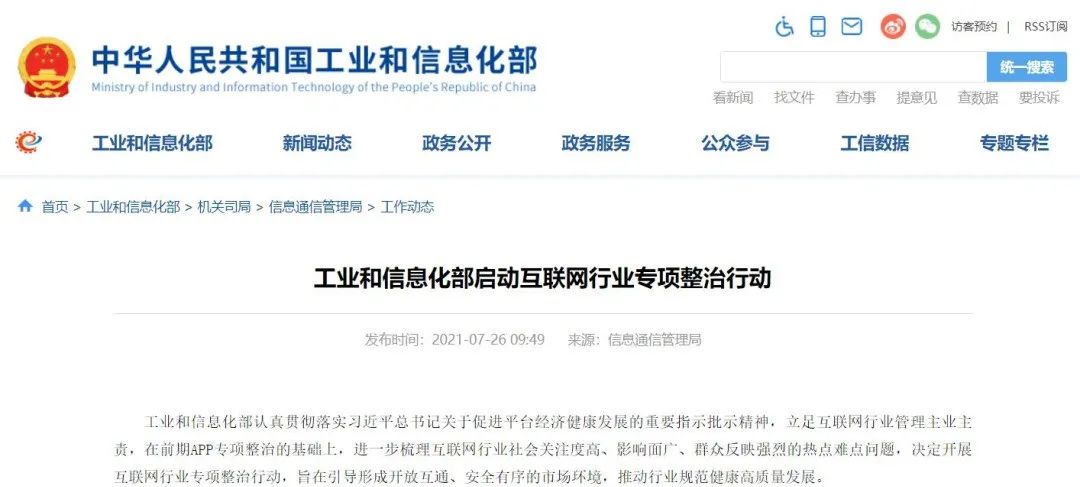 访客预约 | RSS订阅
中华人民共和国工业和信息化部
Ministry of Industry and Information Technology of the People's Republic of China
统一搜索
看新闻 找文件 查办事 提意见 查数据 要投诉
工业和信息化部 新闻动态 政务公开 政务服务 公众参与 工信数据 专题专栏
首页 > 工业和信息化部 > 机关司局 > 信息通信管理局 > 工作动态
工业和信息化部启动互联网行业专项整治行动
发布时间：2021-07-26 09:49 来源：信息通信管理局
工业和信息化部认真贯彻落实习近平总书记关于促进平台经济健康发展的重要指示批示精神，立足互联网行业管理主业主
责，在前期APP专项整治的基础上，进一步梳理互联网行业社会关注度高、影响面广、群众反映强烈的热点难点问题，决定开展
互联网行业专项整治行动，旨在引导形成开放互通、安全有序的市场环境，推动行业规范健康高质量发展。